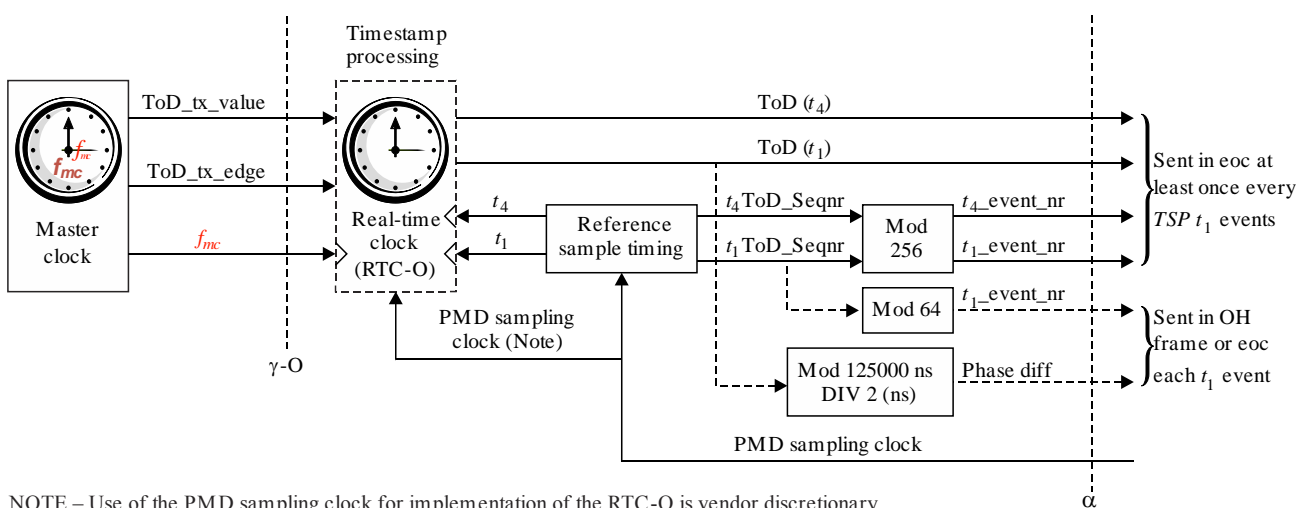 Timestamp
processing
ToD_tx_value
ToD (t4)
ToD (t1)
fmc
fmc
ToD_tx_edge
Sent in eoc at
least once every
TSP t1 events
Master
clock
fmc
Real-time
clock
(RTC-O)
t4
t1
Reference
sample timing
t4ToD_Seqnr
t1ToD_Seqnr
Mod
256
t4_event_nr
t1_event_nr
Mod 64
t1_event_nr
Sent in OH
frame or eoc
each t1 event
PMD sampling
clock (Note)
γ-O
Mod 125000 ns
DIV 2 (ns)
Phase diff
PMD sampling clock
NOTE – Use of the PMD sampling clock for implementation of the RTC-O is vendor discretionary
α